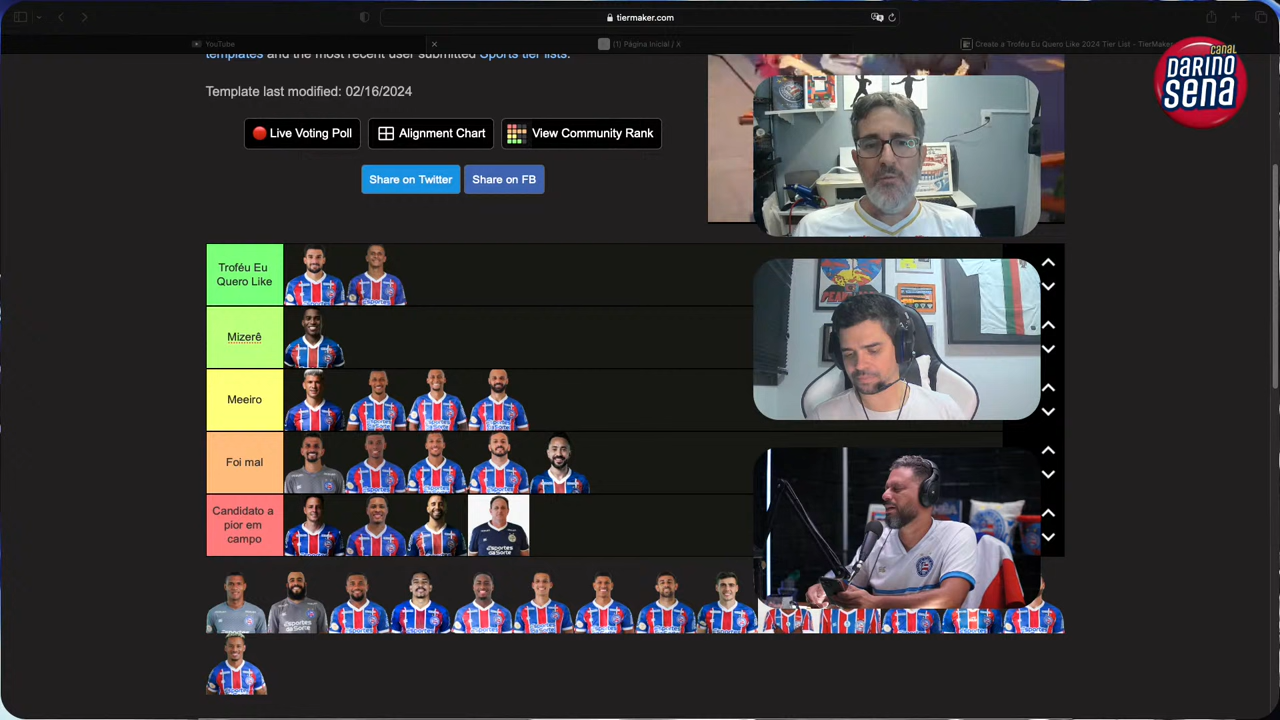 tiermaker.com
YouTube
(1) Página Inicial / X
Create a Troféu Eu Quero Like 2024 Tier List - TierMaker
canal
DARINO
SENA
templates and the most recent user submitted Sports tier lists.
Template last modified: 02/16/2024
Live Voting Poll
Alignment Chart
View Community Rank
Share on Twitter
Share on FB
Troféu Eu
Quero Like
Mizerê
Meeiro
Foi mal
Candidato a
pior em
campo